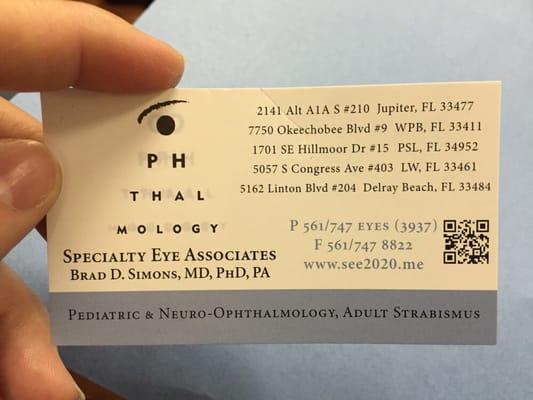 PH
THAL
MOLOGY
Specialty Eye Associates
Brad D. Simons, MD, PhD, PA
2141 Alt A1A S #210 Jupiter, FL 33477
7750 Okeechobee Blvd #9 WPB, FL 33411
1701 SE Hillmoor Dr #15 PSL, FL 34952
5057 S Congress Ave #403 LW, FL 33461
5162 Linton Blvd #204 Delray Beach, FL 33484
P 561/747 EYES (3937)
F 561/747 8822
www.see2020.me
Pediatric & Neuro-Ophthalmology, Adult Strabismus